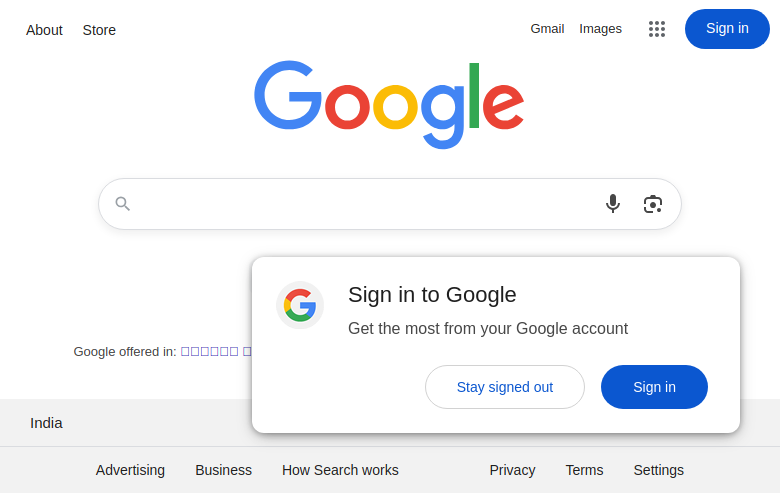 About Store Gmail Images Sign in
Google
Sign in to Google
Get the most from your Google account
Google offered in:
Stay signed out Sign in
India
Advertising Business How Search works Privacy Terms Settings